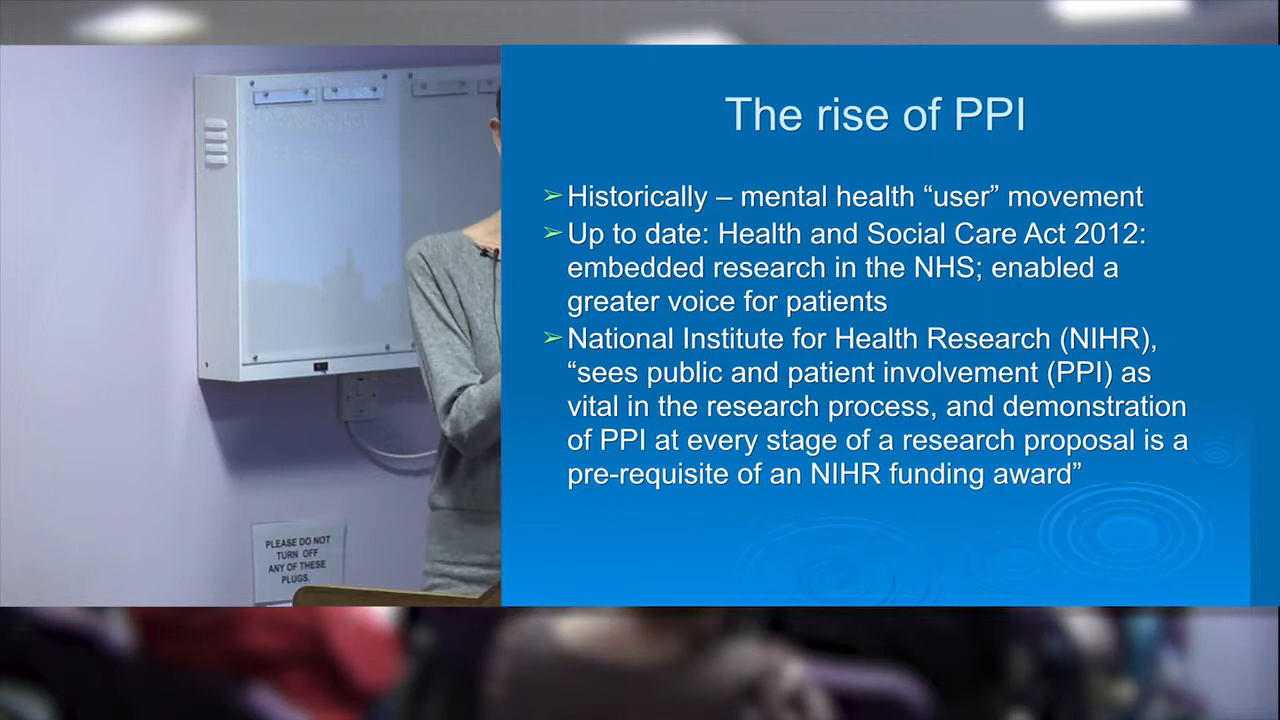 The rise of PPI
➢Historically – mental health “user” movement
➢Up to date: Health and Social Care Act 2012:
embedded research in the NHS; enabled a
greater voice for patients
➢National Institute for Health Research (NIHR),
“sees public and patient involvement (PPI) as
vital in the research process, and demonstration
of PPI at every stage of a research proposal is a
pre-requisite of an NIHR funding award”
PLEASE DO NOT
TURN OFF
ANY OF THESE
PLUGS.